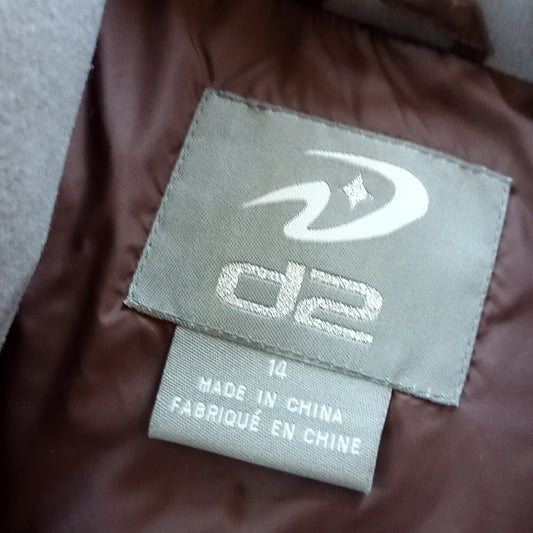 d2
14
MADE IN CHINA
FABRIQUÉ EN CHINE